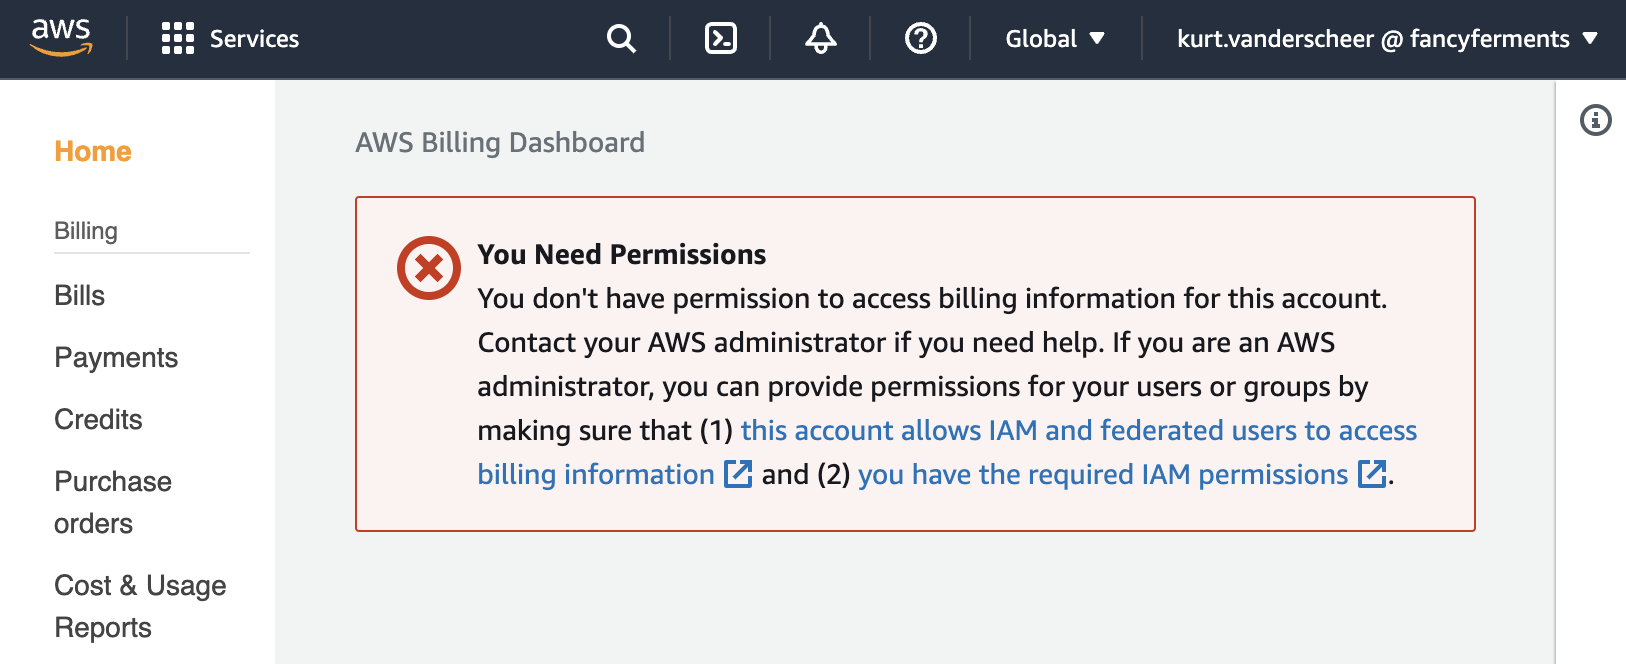 aws
Services
Global
kurt.vanderscheer @ fancyferments
Home
Billing
Bills
Payments
Credits
Purchase
orders
Cost & Usage
Reports
AWS Billing Dashboard
You Need Permissions
You don't have permission to access billing information for this account.
Contact your AWS administrator if you need help. If you are an AWS
administrator, you can provide permissions for your users or groups by
making sure that (1) this account allows IAM and federated users to access
billing information and (2) you have the required IAM permissions .